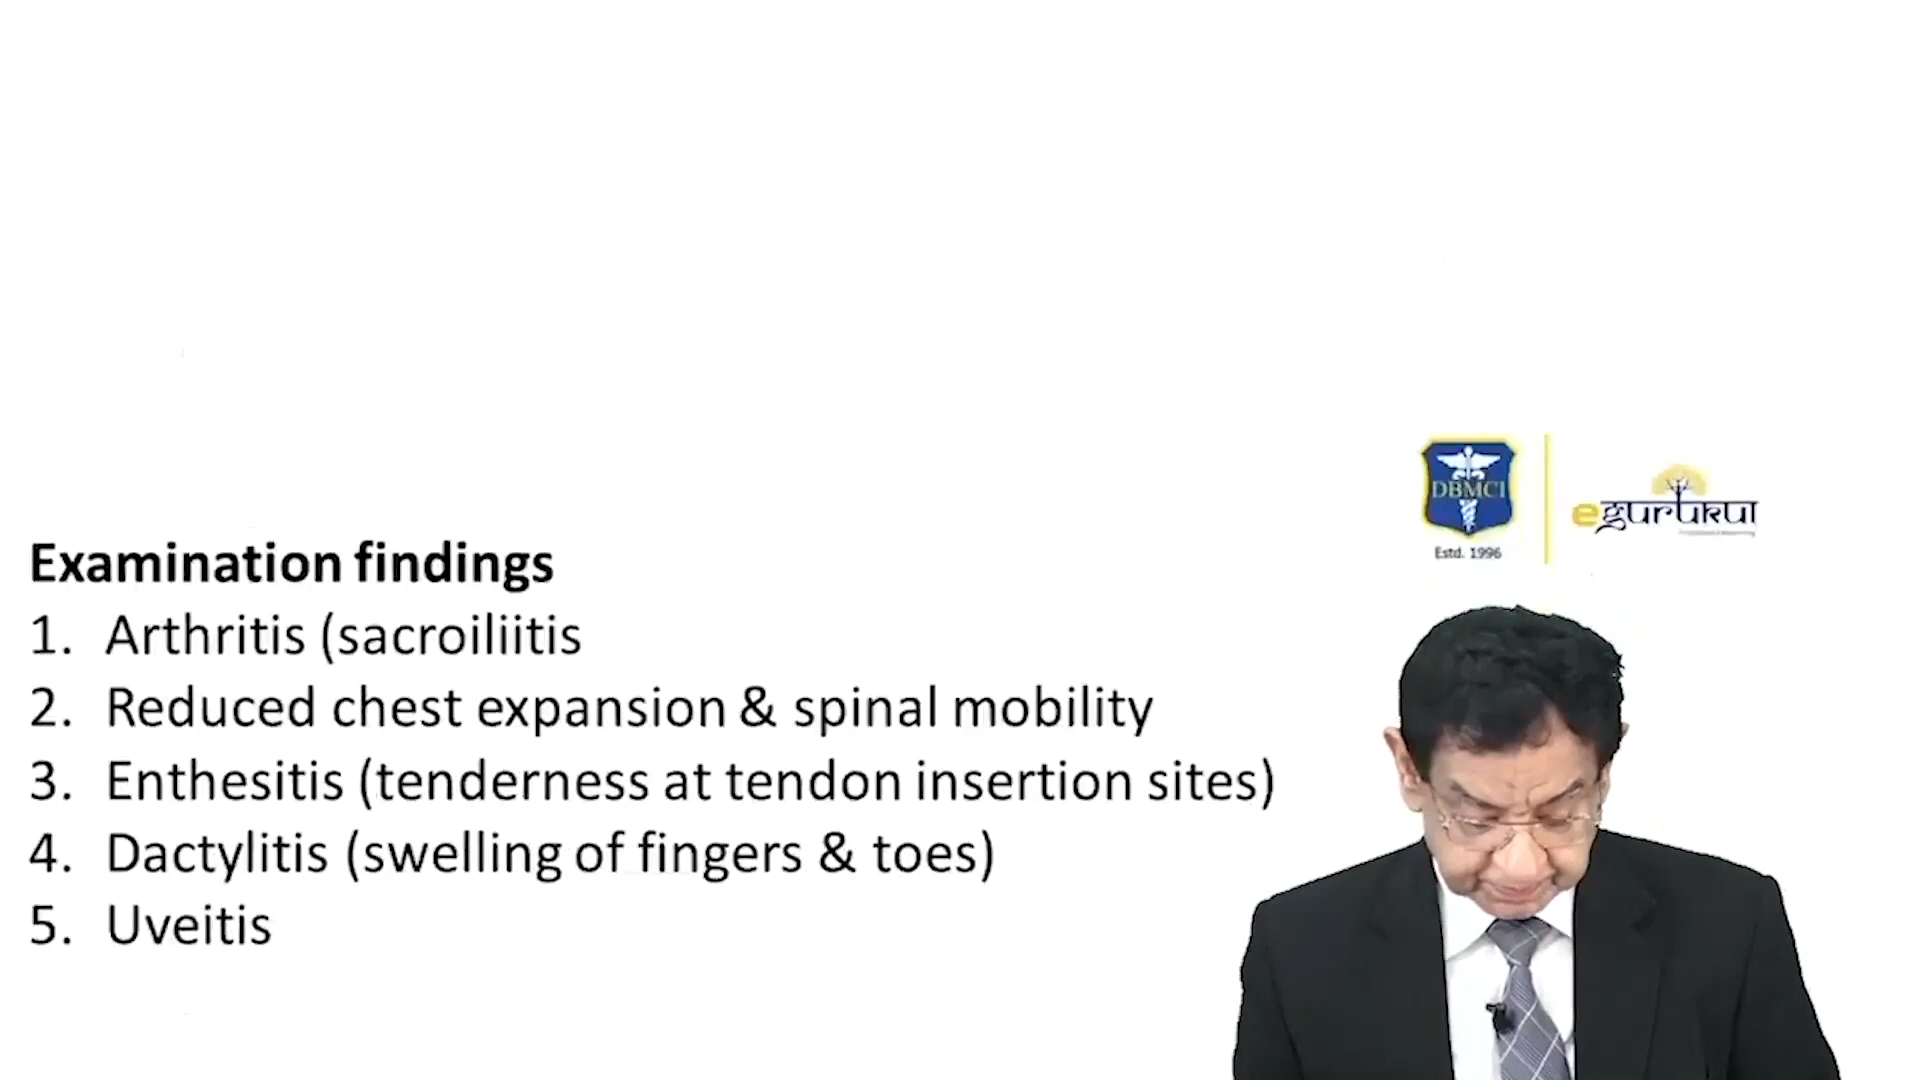 DBMCI
Estd. 1996
egurukul
Examination findings
1. Arthritis (sacroiliitis
2. Reduced chest expansion & spinal mobility
3. Enthesitis (tenderness at tendon insertion sites)
4. Dactylitis (swelling of fingers & toes)
5. Uveitis